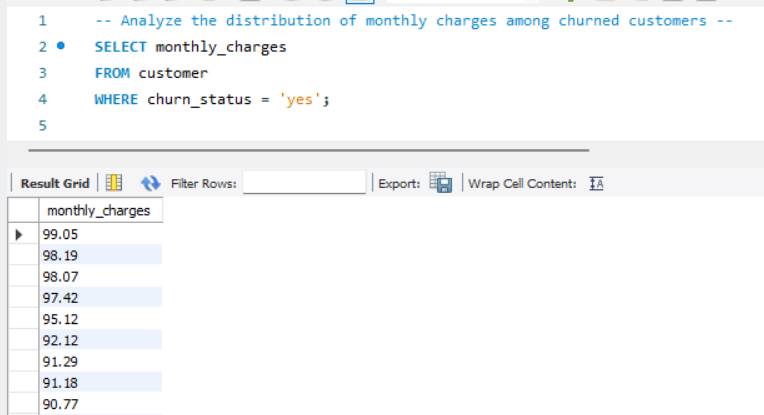 1 -- Analyze the distribution of monthly charges among churned customers --
2 SELECT monthly_charges
3 FROM customer
4 WHERE churn_status = 'yes';
5
Result Grid Filter Rows: Export: Wrap Cell Content: IA
monthly_charges
99.05
98.19
98.07
97.42
95.12
92.12
91.29
91.18
90.77